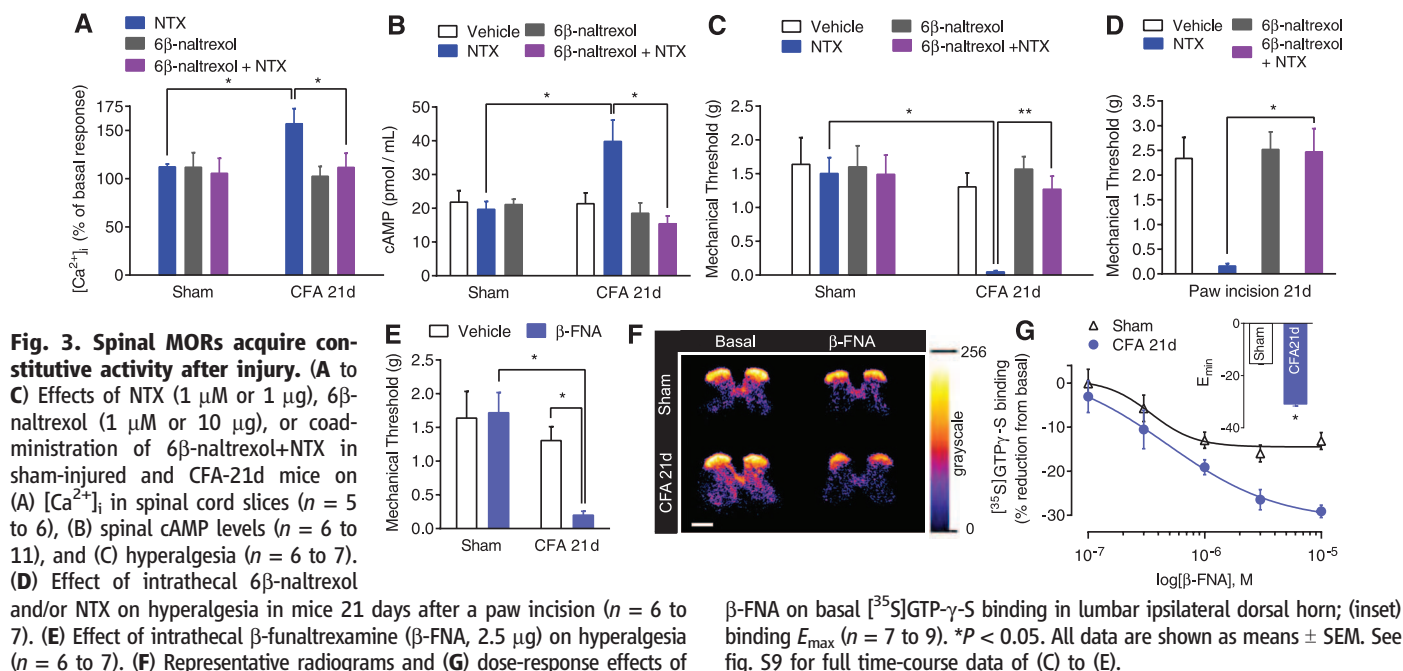 A
NTX
6β-naltrexol
6β-naltrexol + NTX
[Ca²⁺]ᵢ (% of basal response)
175
150
100
50
0
*
*
Sham
CFA 21d
B
Vehicle
6β-naltrexol
NTX
6β-naltrexol + NTX
cAMP (pmol / mL)
50
40
30
20
10
0
*
*
Sham
CFA 21d
C
Vehicle
6β-naltrexol
NTX
6β-naltrexol +NTX
Mechanical Threshold (g)
2.5
2.0
1.5
1.0
0.5
0.0
*
**
Sham
CFA 21d
D
Vehicle
6β-naltrexol
NTX
6β-naltrexol
+ NTX
Mechanical Threshold (g)
3.5
3.0
2.5
2.0
1.5
1.0
0.5
0.0
*
Paw incision 21d
E
Vehicle
β-FNA
Mechanical Threshold (g)
2.5
2.0
1.5
1.0
0.5
0.0
*
*
Sham
CFA 21d
F
Basal
β-FNA
Sham
CFA 21d
256
grayscale
0
G
Sham
CFA 21d
[³⁵S]GTPγ-S binding
(% reduction from basal)
0
-10
-20
-30
10⁻⁷
10⁻⁶
10⁻⁵
log[β-FNA], M
Eₘᵢₙ
0
-20
-40
Sham
CFA21d
*
Fig. 3. Spinal MORs acquire con-
stitutive activity after injury. (A to
C) Effects of NTX (1 μM or 1 μg), 6β-
naltrexol (1 μM or 10 μg), or coad-
ministration of 6β-naltrexol+NTX in
sham-injured and CFA-21d mice on
(A) [Ca²⁺]ᵢ in spinal cord slices (n = 5
to 6), (B) spinal cAMP levels (n = 6 to
11), and (C) hyperalgesia (n = 6 to 7).
(D) Effect of intrathecal 6β-naltrexol
and/or NTX on hyperalgesia in mice 21 days after a paw incision (n = 6 to
7). (E) Effect of intrathecal β-funaltrexamine (β-FNA, 2.5 μg) on hyperalgesia
(n = 6 to 7). (F) Representative radiograms and (G) dose-response effects of
β-FNA on basal [³⁵S]GTP-γ-S binding in lumbar ipsilateral dorsal horn; (inset)
binding Eₘₐₓ (n = 7 to 9). *P < 0.05. All data are shown as means ± SEM. See
fig. S9 for full time-course data of (C) to (E).